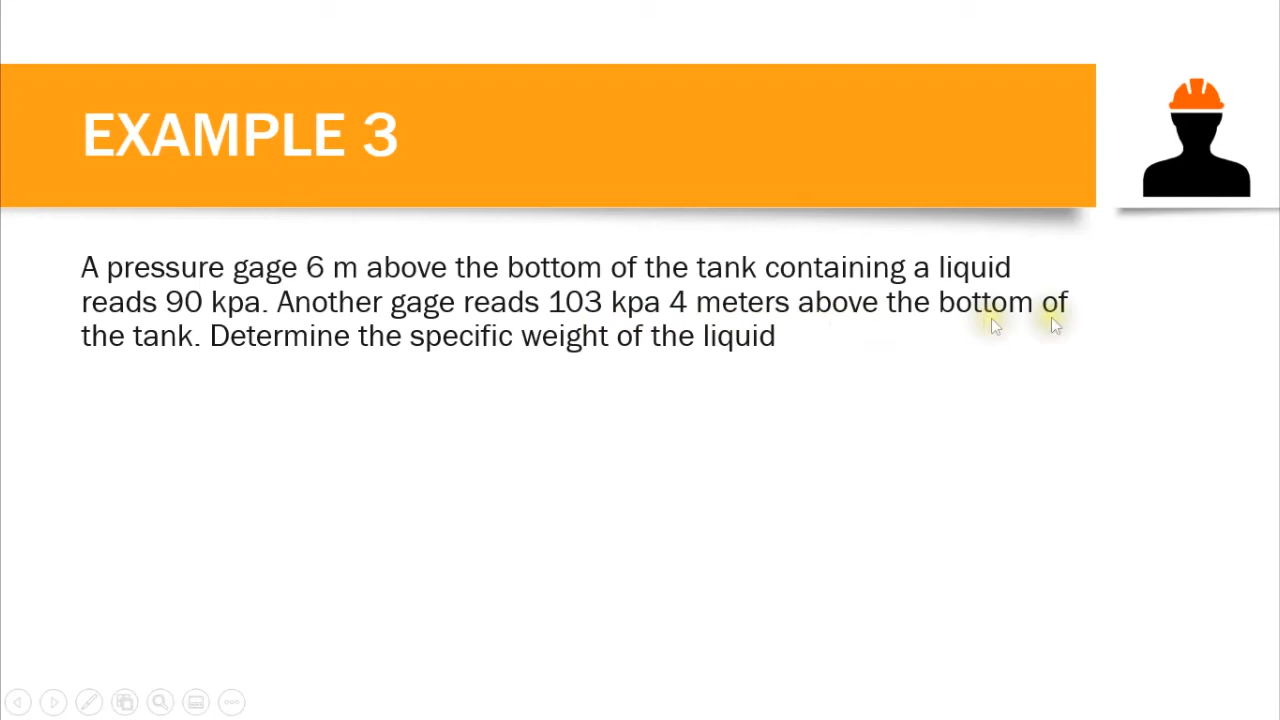 EXAMPLE 3
A pressure gage 6 m above the bottom of the tank containing a liquid
reads 90 kpa. Another gage reads 103 kpa 4 meters above the bottom of
the tank. Determine the specific weight of the liquid